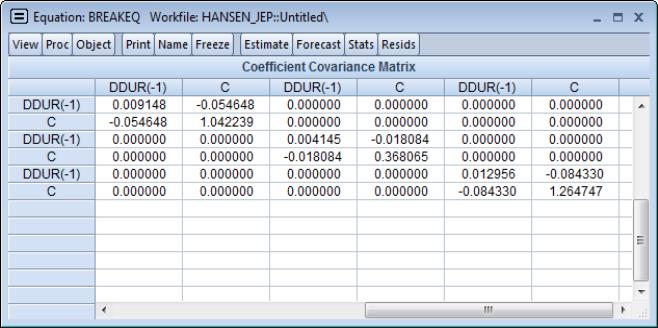 Equation: BREAKEQ Workfile: HANSEN_JEP::Untitled\
View Proc Object Print Name Freeze Estimate Forecast Stats Resids
Coefficient Covariance Matrix
DDUR(-1) C DDUR(-1) C DDUR(-1) C
DDUR(-1) 0.009148 -0.054648 0.000000 0.000000 0.000000 0.000000
C -0.054648 1.042239 0.000000 0.000000 0.000000 0.000000
DDUR(-1) 0.000000 0.000000 0.004145 -0.018084 0.000000 0.000000
C 0.000000 0.000000 -0.018084 0.368065 0.000000 0.000000
DDUR(-1) 0.000000 0.000000 0.000000 0.000000 0.012956 -0.084330
C 0.000000 0.000000 0.000000 0.000000 -0.084330 1.264747